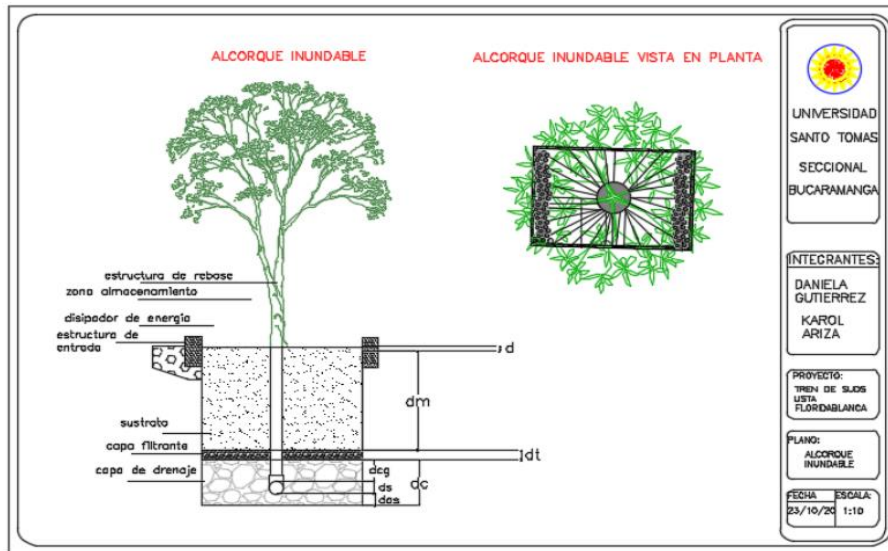 ALCORQUE INUNDABLE
ALCORQUE INUNDABLE VISTA EN PLANTA
estructura de rebose
zona almacenamiento
disipador de energía
estructura de
entrada
sustrato
capa filtrante
capa de drenaje
d
dm
dt
dcg
ds
dc
das
UNIVERSIDAD
SANTO TOMAS
SECCIONAL
BUCARAMANGA
INTEGRANTES:
DANIELA
GUTIERREZ
KAROL
ARIZA
PROYECTO:
TREN DE SUDS
USTA
FLORIDABLANCA
PLANO:
ALCORQUE
INUNDABLE
FECHA ESCALA:
23/10/20 1:10